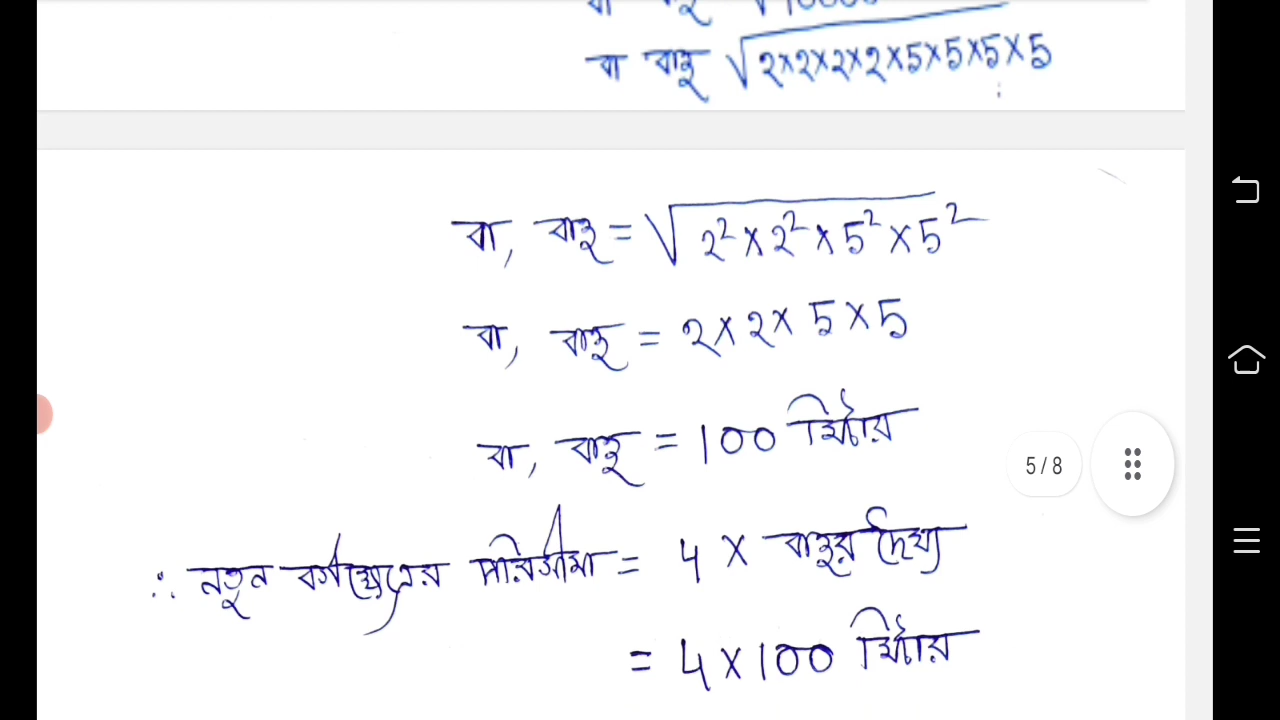 বা বাহু √10000
বা বাহু √2×2×2×2×5×5×5×5
বা, বাহু = √2²×2²×5²×5²
বা, বাহু = 2×2×5×5
বা, বাহু = 100 মিটার
5/8
∴ নতুন বর্গক্ষেত্রের পরিসীমা = 4 × বাহুর দৈর্ঘ্য
= 4×100 মিটার